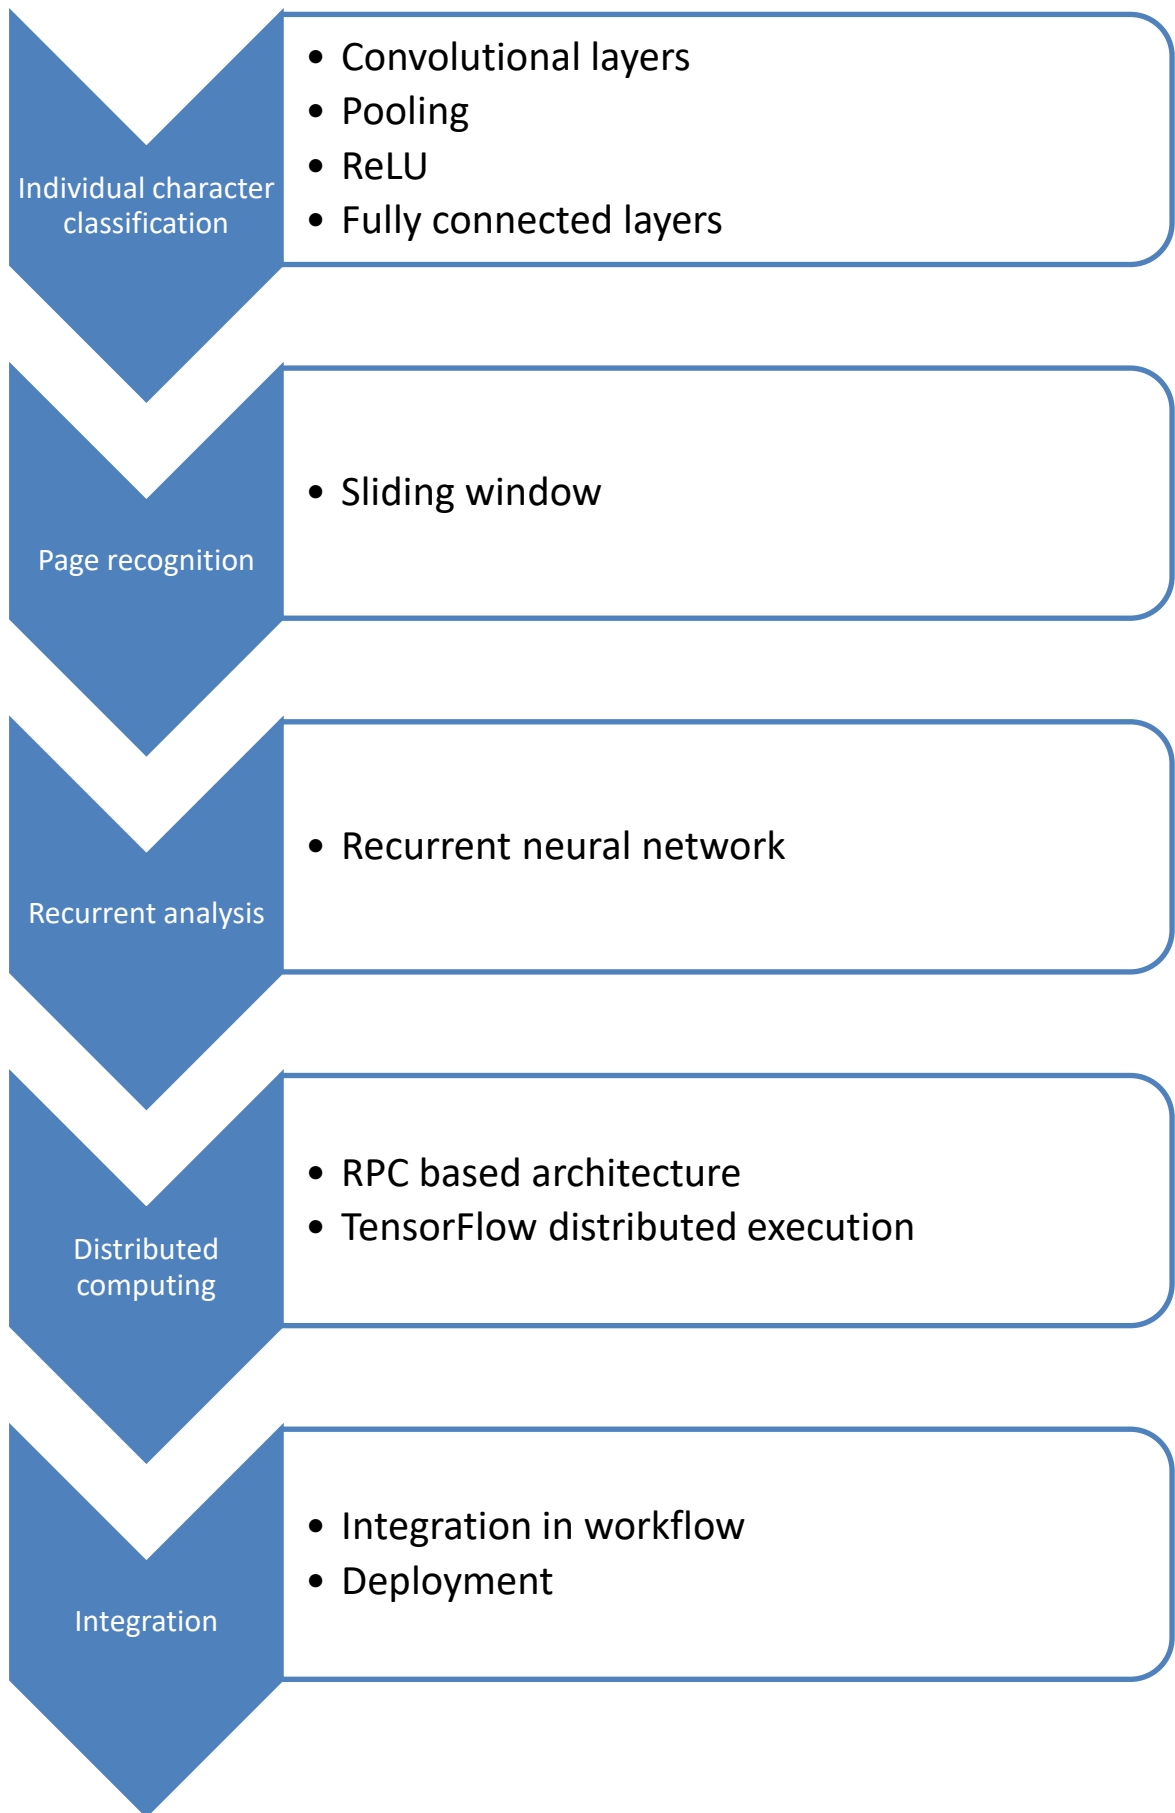 Individual character
classification
• Convolutional layers
• Pooling
• ReLU
• Fully connected layers
Page recognition
• Sliding window
Recurrent analysis
• Recurrent neural network
Distributed
computing
• RPC based architecture
• TensorFlow distributed execution
Integration
• Integration in workflow
• Deployment